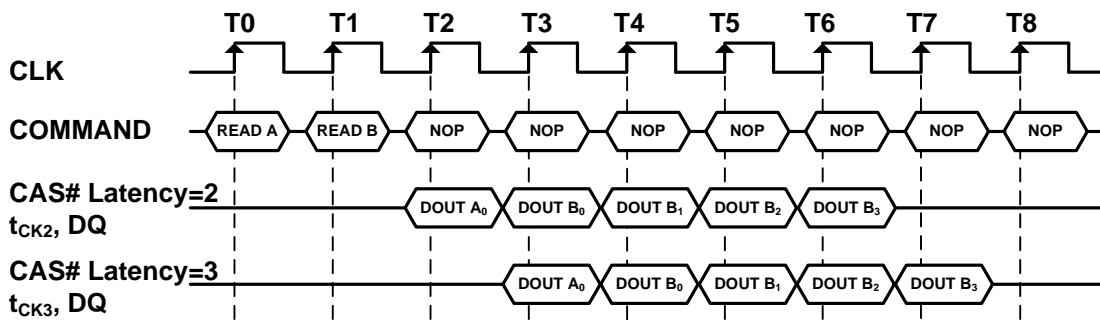 T0 T1 T2 T3 T4 T5 T6 T7 T8
CLK
COMMAND READ A READ B NOP NOP NOP NOP NOP NOP NOP
CAS# Latency=2
tCK2, DQ DOUT A0 DOUT B0 DOUT B1 DOUT B2 DOUT B3
CAS# Latency=3
tCK3, DQ DOUT A0 DOUT B0 DOUT B1 DOUT B2 DOUT B3